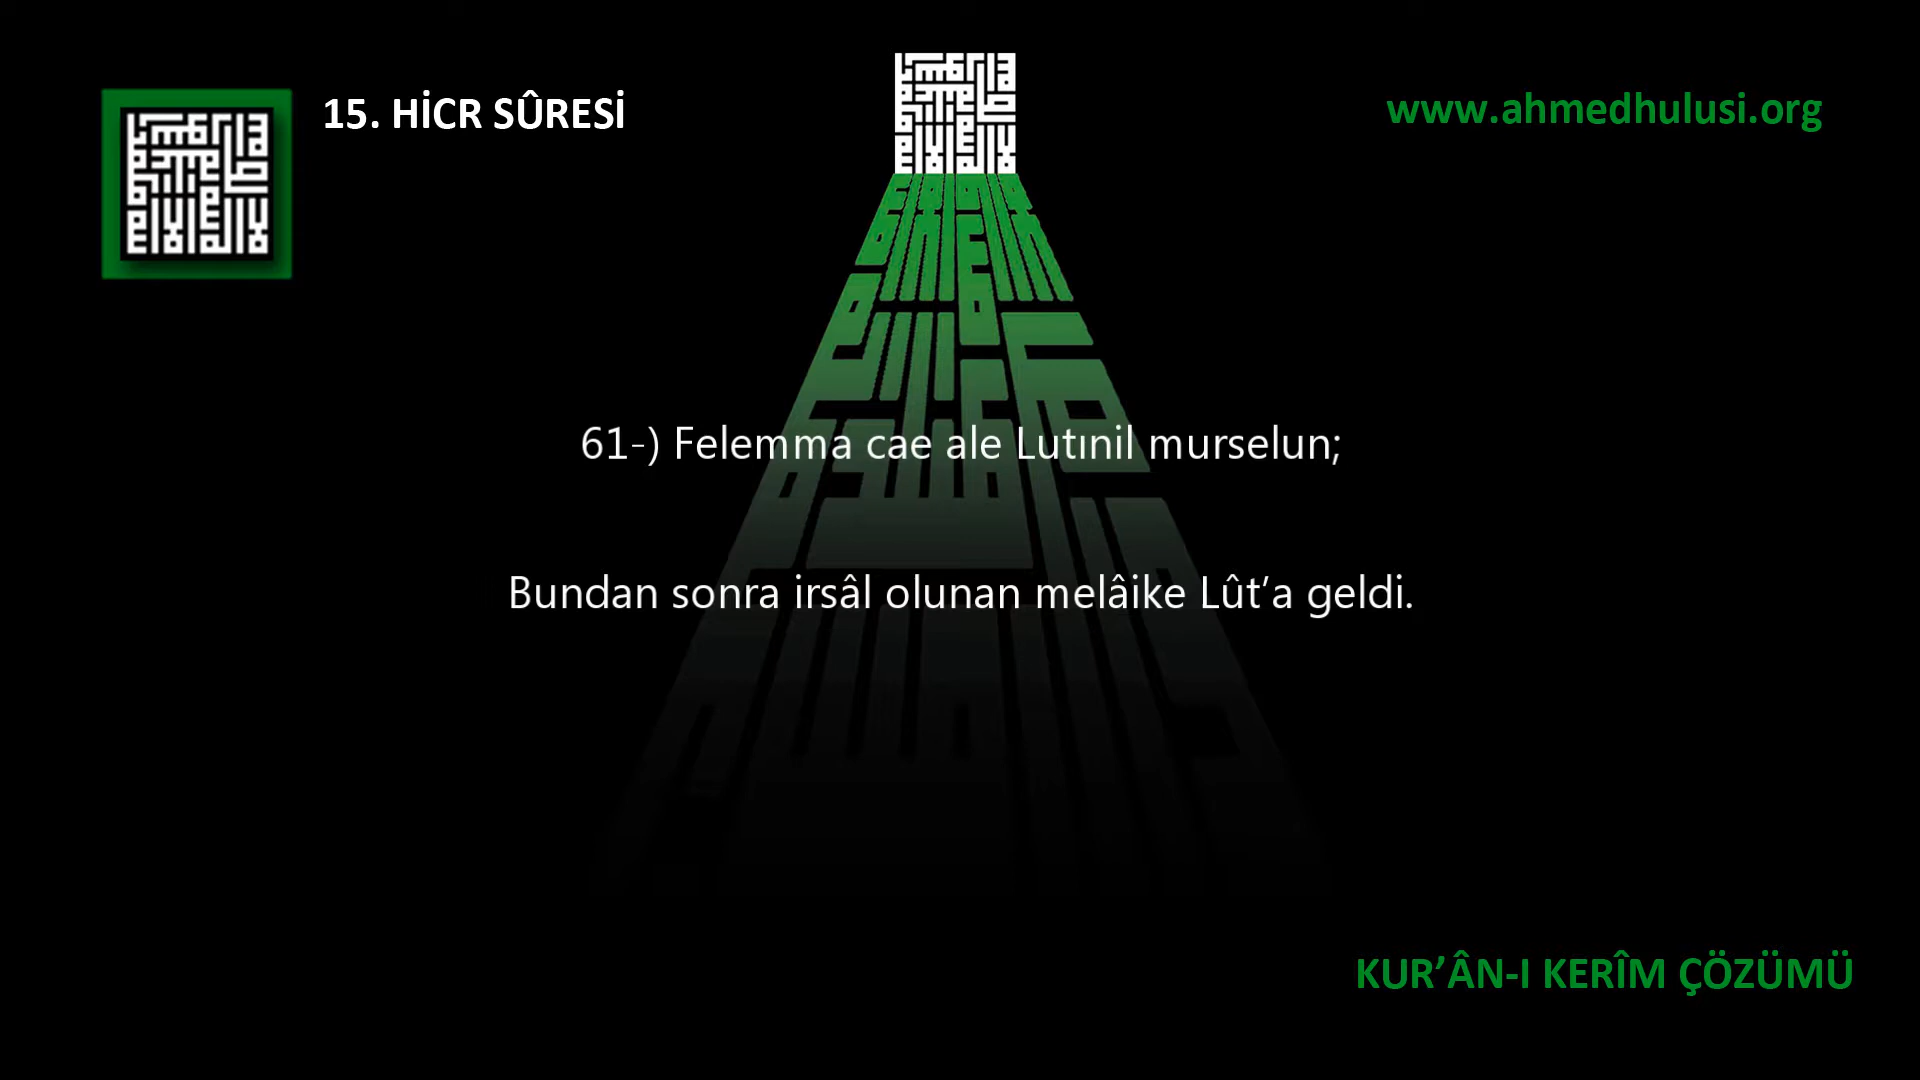 15. HİCR SÛRESİ
www.ahmedhulusi.org
61-) Felemma cae ale Lutınil murselun;
Bundan sonra irsâl olunan melâike Lût’a geldi.
KUR’ÂN-I KERÎM ÇÖZÜMÜ